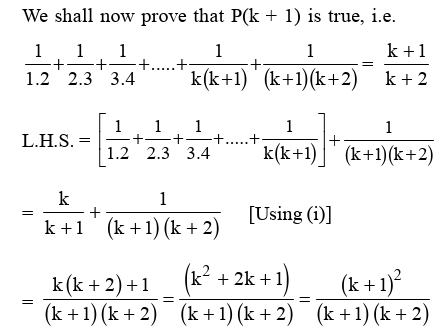 We shall now prove that P(k + 1) is true, i.e.
1/1.2 + 1/2.3 + 1/3.4 + ..... + 1/k(k+1) + 1/(k+1)(k+2) = k+1/k+2
L.H.S. = [1/1.2 + 1/2.3 + 1/3.4 + ..... + 1/k(k+1)] + 1/(k+1)(k+2)
= k/k+1 + 1/(k+1)(k+2) [Using (i)]
= k(k+2)+1/(k+1)(k+2) = (k² + 2k + 1)/(k+1)(k+2) = (k+1)²/(k+1)(k+2)